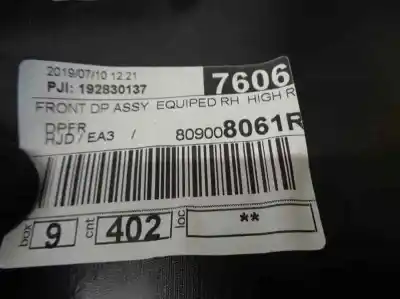 2019/07/10 12.21
PJI: 192830137
7606
FRONT DP ASSY EQUIPED RH HIGH R
DPFR
HJD / EA3 /
809008061R
box 9 cnt 402 loc **